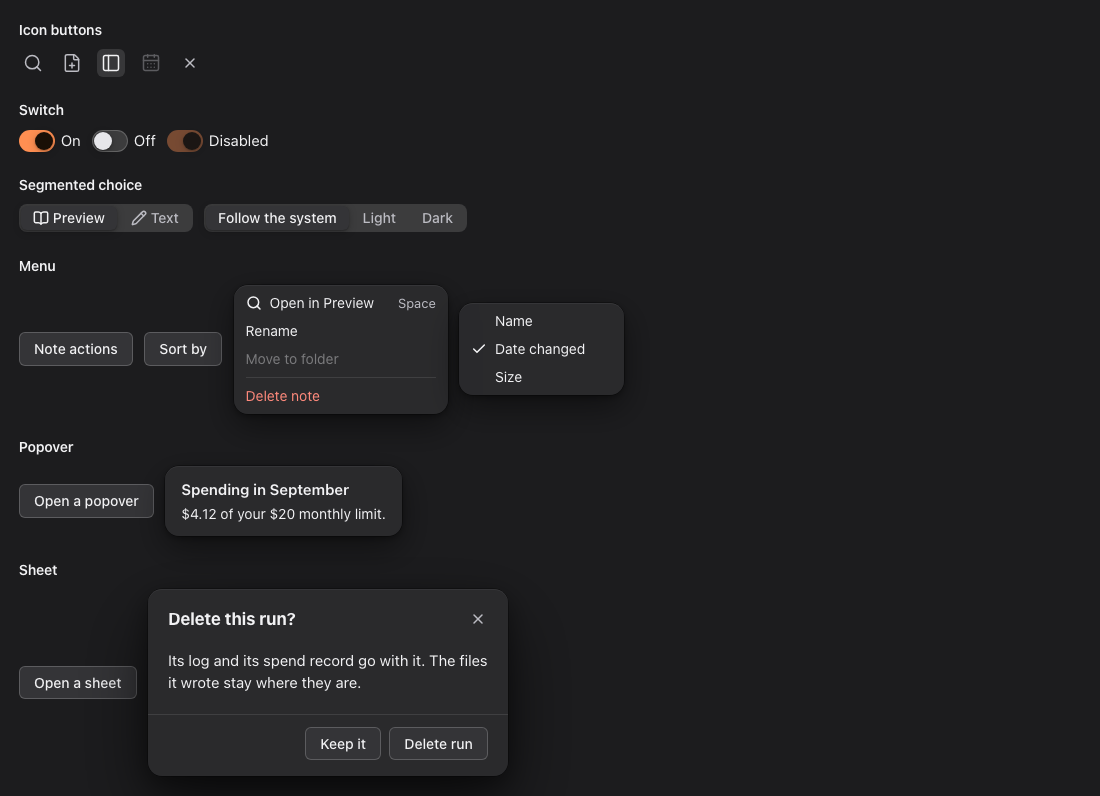 Icon buttons
Switch
On
Off
Disabled
Segmented choice
Preview
Text
Follow the system
Light
Dark
Menu
Note actions
Sort by
Open in Preview
Space
Rename
Move to folder
Delete note
Name
Date changed
Size
Popover
Open a popover
Spending in September
$4.12 of your $20 monthly limit.
Sheet
Open a sheet
Delete this run?
Its log and its spend record go with it. The files
it wrote stay where they are.
Keep it
Delete run